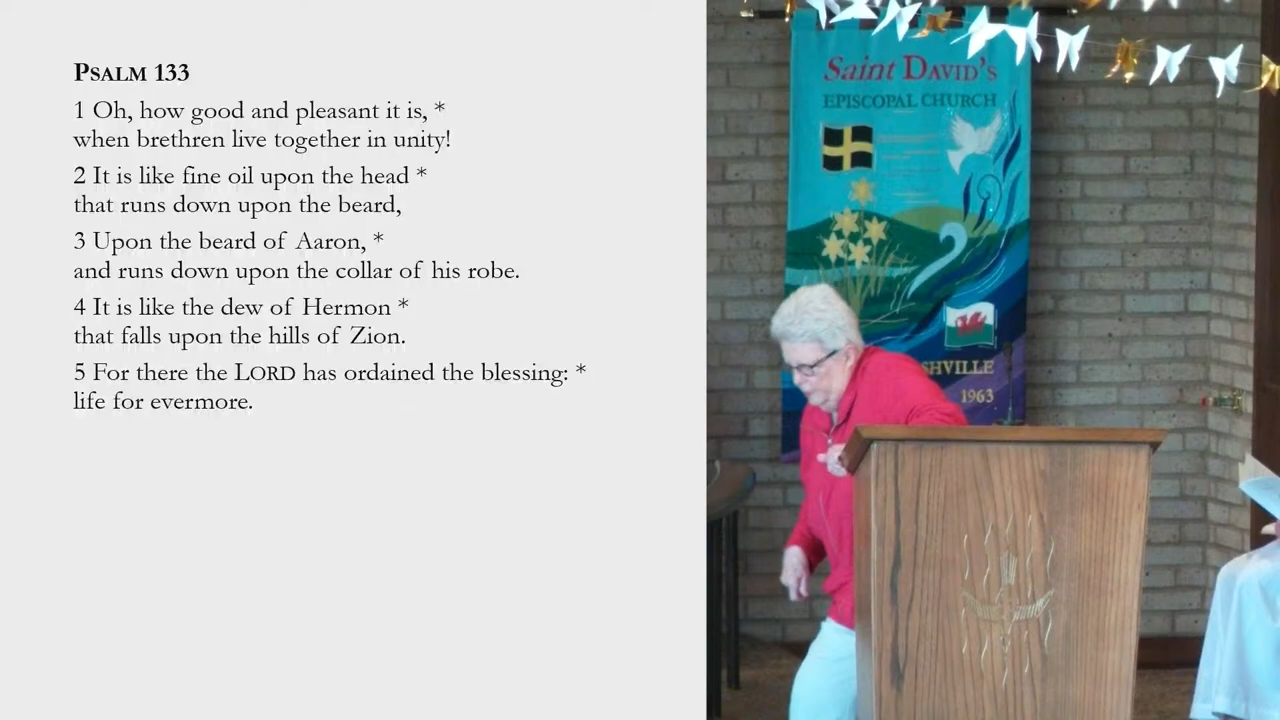 PSALM 133
1 Oh, how good and pleasant it is, *
when brethren live together in unity!
2 It is like fine oil upon the head *
that runs down upon the beard,
3 Upon the beard of Aaron, *
and runs down upon the collar of his robe.
4 It is like the dew of Hermon *
that falls upon the hills of Zion.
5 For there the LORD has ordained the blessing: *
life for evermore.
Saint DAVID'S
EPISCOPAL CHURCH
SHVILLE
1963